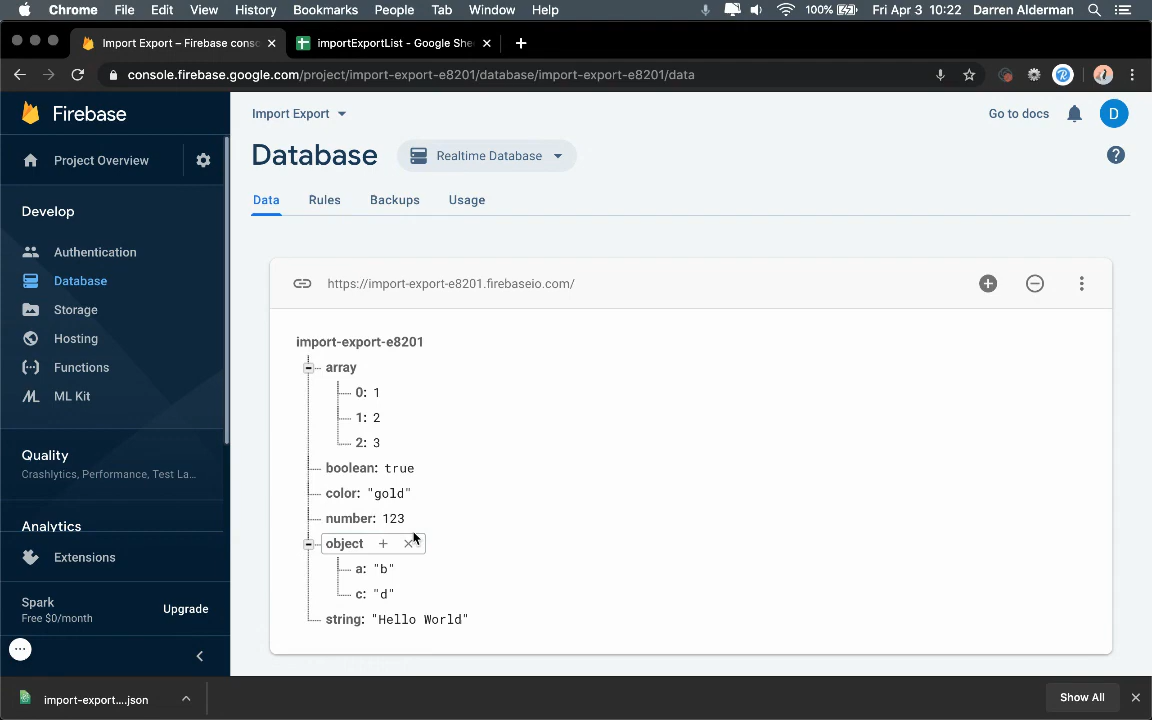 Chrome File Edit View History Bookmarks People Tab Window Help 100% Fri Apr 3 10:22 Darren Alderman
Import Export – Firebase conso
importExportList - Google She
console.firebase.google.com/project/import-export-e8201/database/import-export-e8201/data
Firebase
Import Export
Go to docs
D
Project Overview
Database
Realtime Database
Develop
Data Rules Backups Usage
Authentication
Database
Storage
Hosting
Functions
ML Kit
https://import-export-e8201.firebaseio.com/
import-export-e8201
array
0: 1
1: 2
2: 3
boolean: true
color: "gold"
number: 123
object
a: "b"
c: "d"
string: "Hello World"
Quality
Crashlytics, Performance, Test La...
Analytics
Extensions
Spark
Free $0/month
Upgrade
import-export....json
Show All